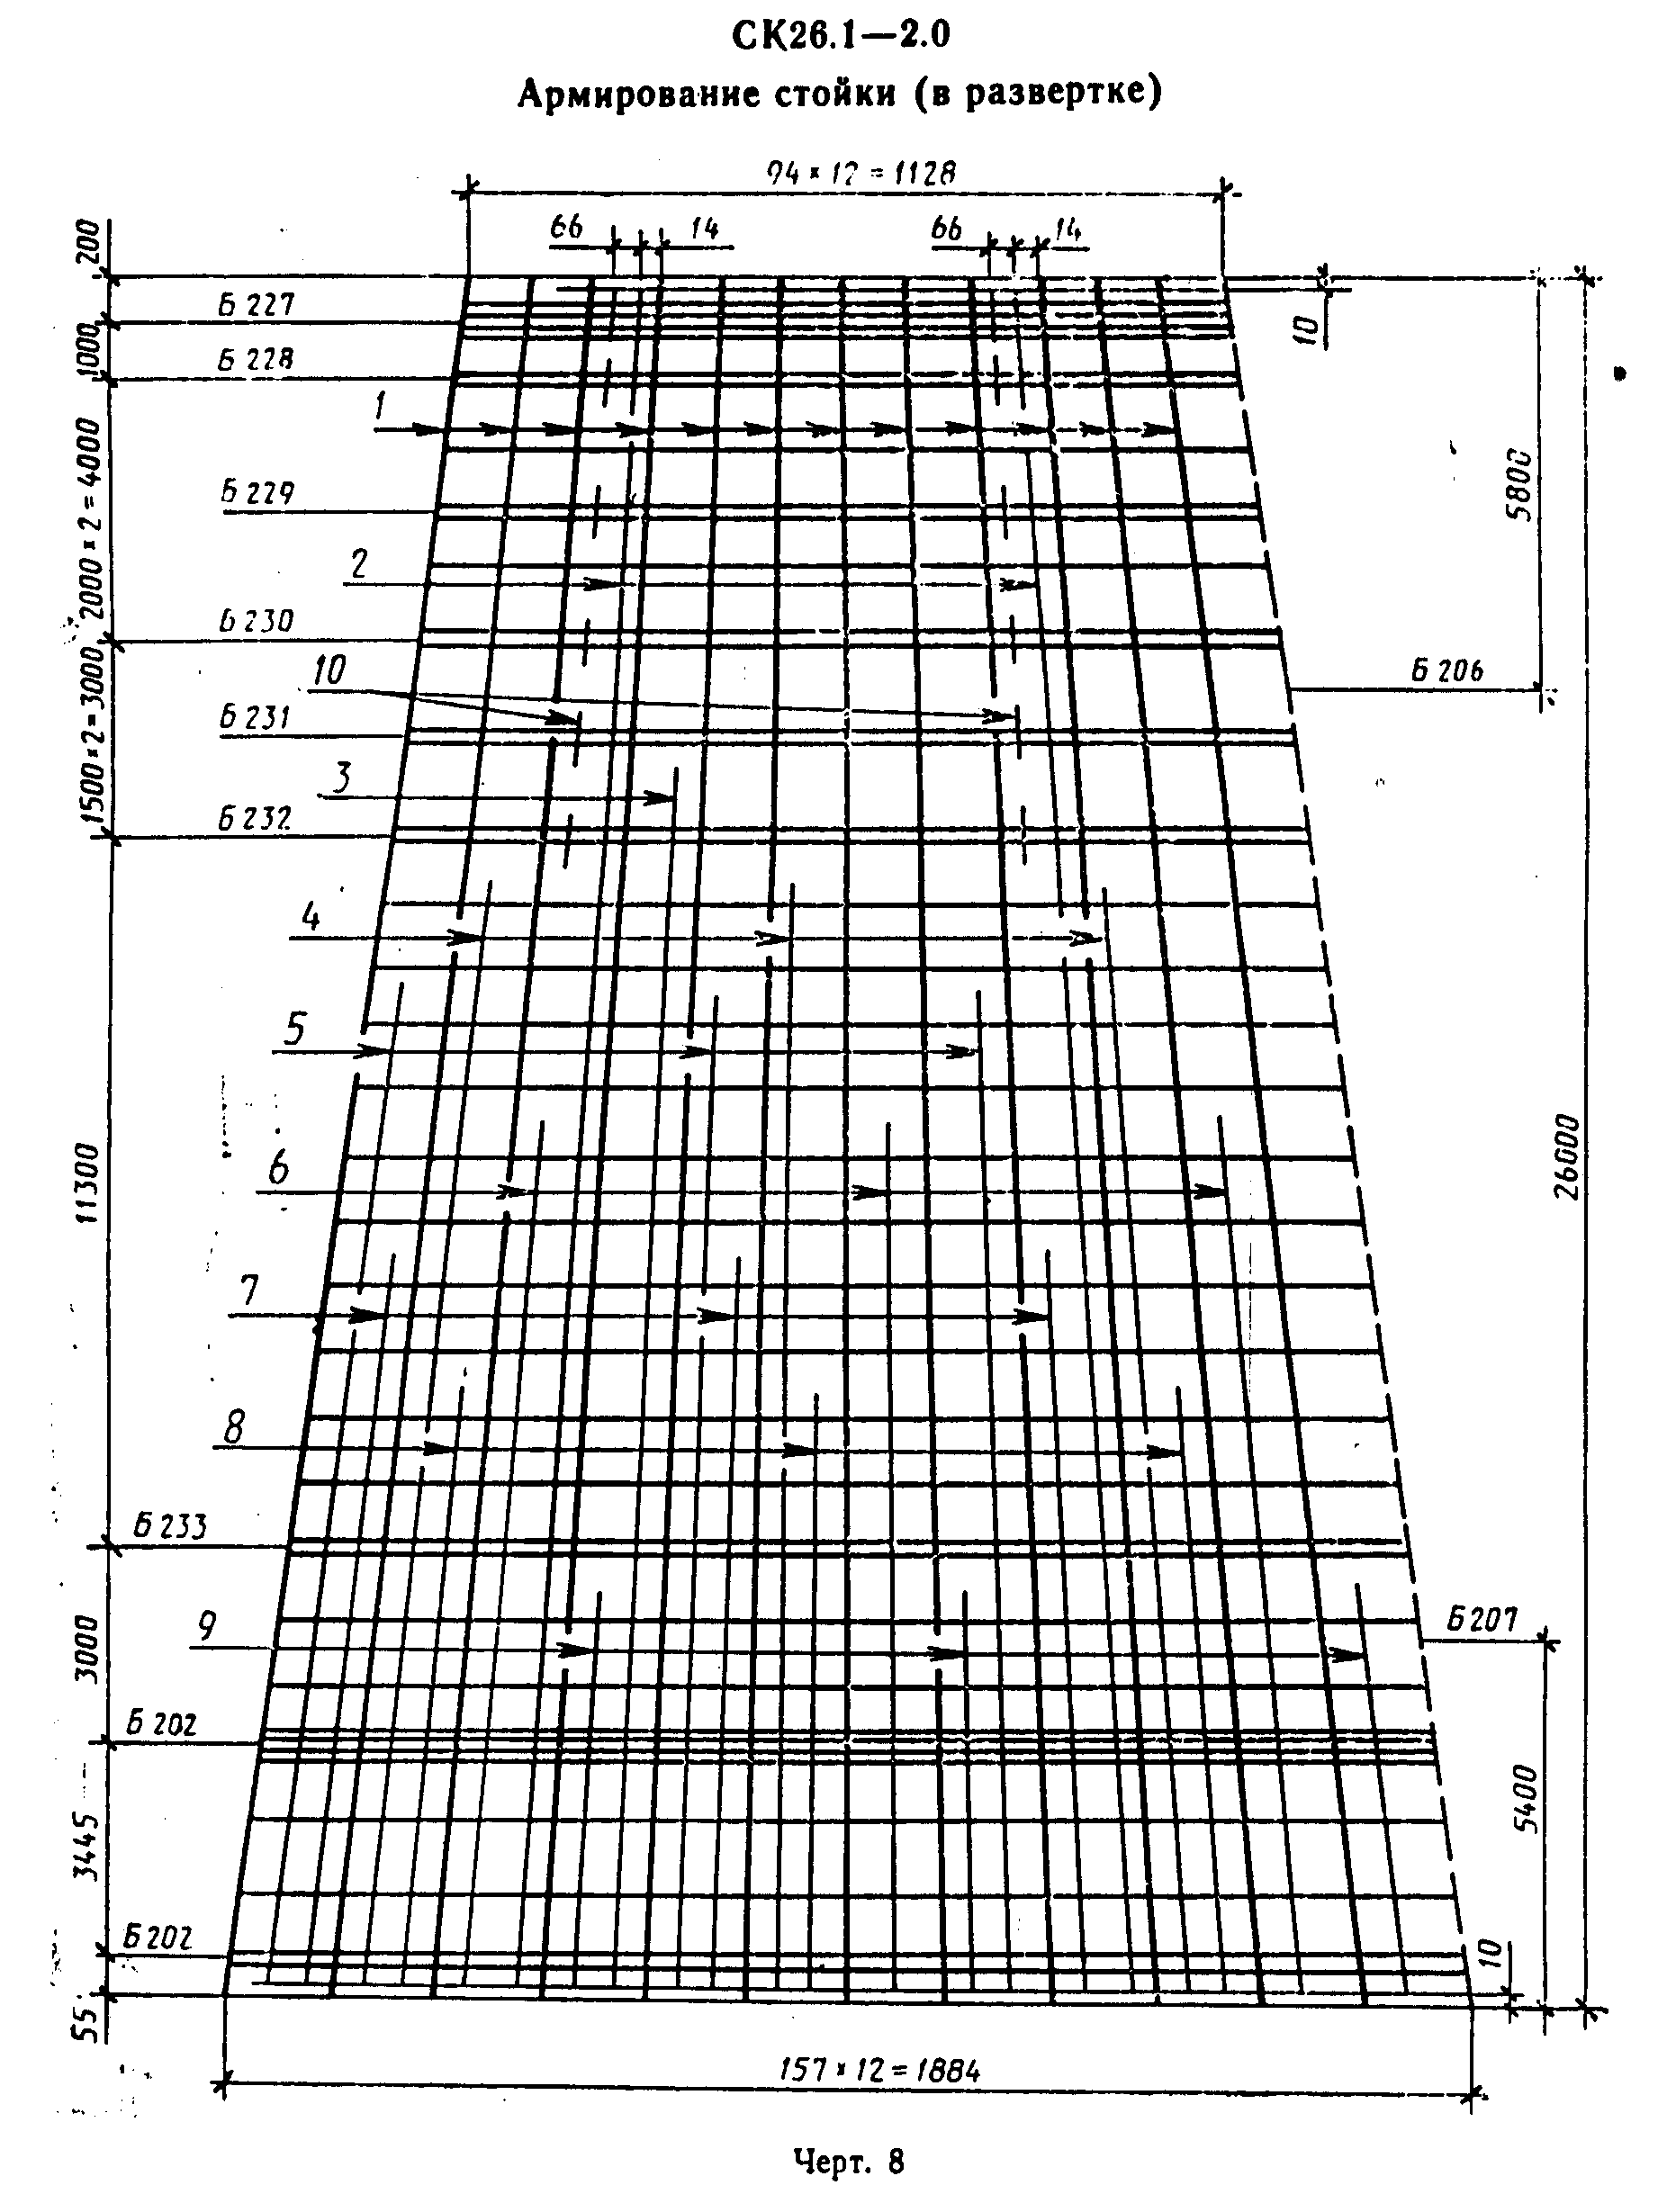 СК26.1—2.0
Армирование стойки (в развертке)
94 × 12 = 1128
66 14 66 14
200
Б 227
10
1000
Б 228
1
2000 × 2 = 4000
5800
Б 229
2
Б 230
10
Б 206
1500 × 2 = 3000
Б 231
3
Б 232
4
5
11300
6
26000
7
8
Б 233
9
Б 207
3000
Б 202
5400
3445
Б 202
10
55
157 × 12 = 1884
Черт. 8